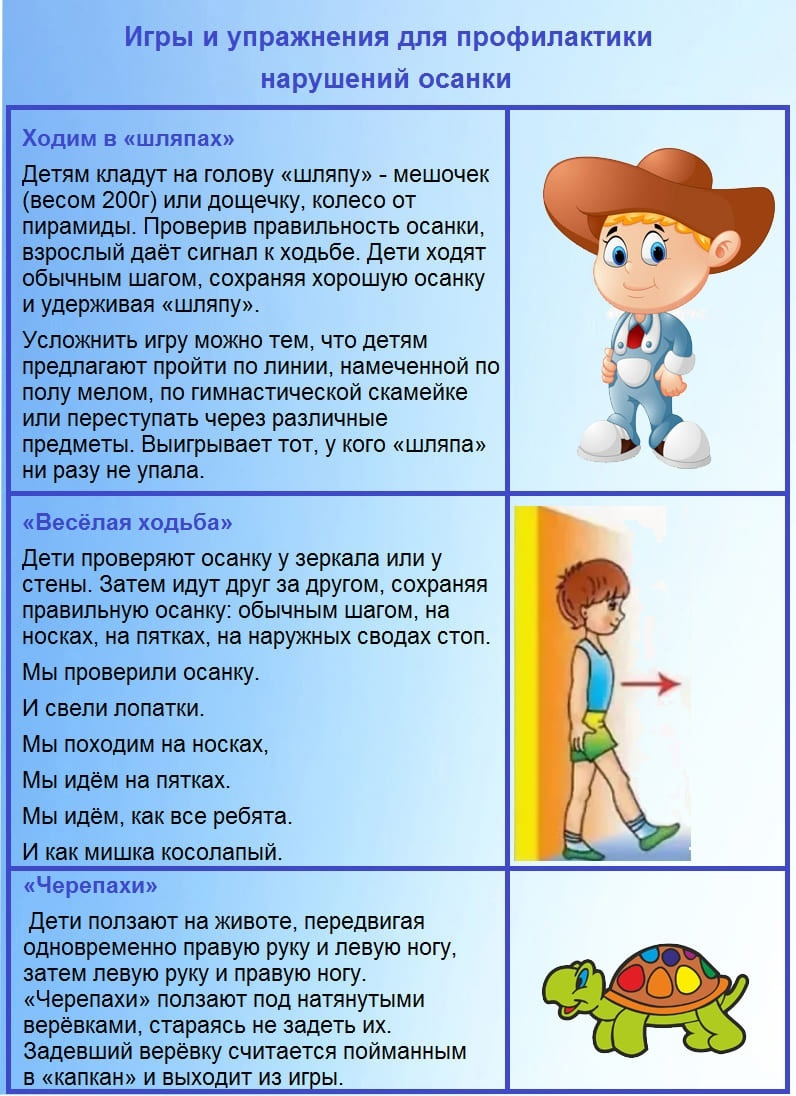 Игры и упражнения для профилактики
нарушений осанки
Ходим в «шляпах»
Детям кладут на голову «шляпу» - мешочек
(весом 200г) или дощечку, колесо от
пирамиды. Проверив правильность осанки,
взрослый даёт сигнал к ходьбе. Дети ходят
обычным шагом, сохраняя хорошую осанку
и удерживая «шляпу».
Усложнить игру можно тем, что детям
предлагают пройти по линии, намеченной по
полу мелом, по гимнастической скамейке
или переступать через различные
предметы. Выигрывает тот, у кого «шляпа»
ни разу не упала.
«Весёлая ходьба»
Дети проверяют осанку у зеркала или у
стены. Затем идут друг за другом, сохраняя
правильную осанку: обычным шагом, на
носках, на пятках, на наружных сводах стоп.
Мы проверили осанку.
И свели лопатки.
Мы походим на носках,
Мы идём на пятках.
Мы идём, как все ребята.
И как мишка косолапый.
«Черепахи»
Дети ползают на животе, передвигая
одновременно правую руку и левую ногу,
затем левую руку и правую ногу.
«Черепахи» ползают под натянутыми
верёвками, стараясь не задеть их.
Задевший верёвку считается пойманным
в «капкан» и выходит из игры.